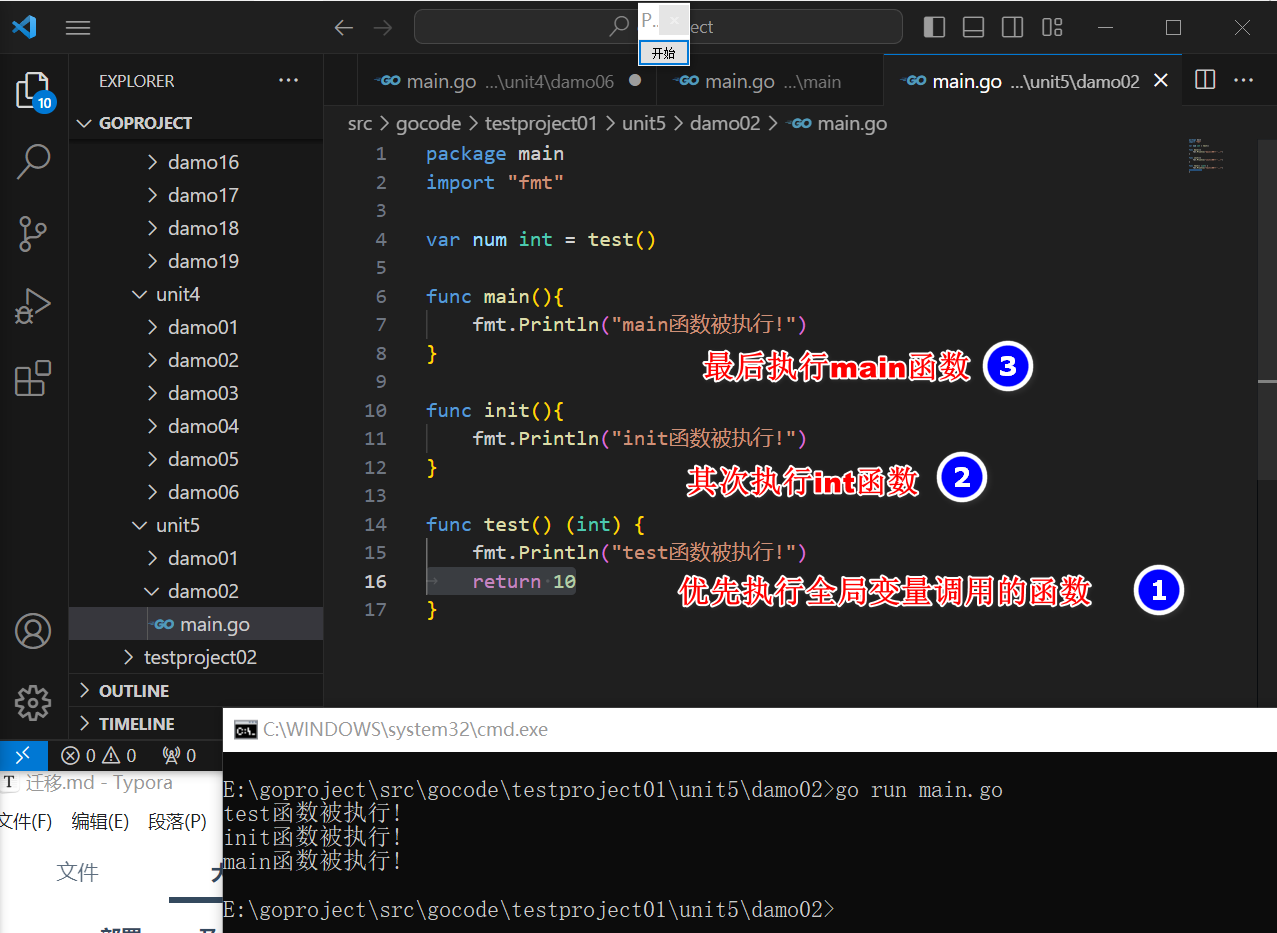 P... ×
ect
开始
EXPLORER ...
GO main.go ...\unit4\damo06
GO main.go ...\main
GO main.go ...\unit5\damo02
10
GOPROJECT
src > gocode > testproject01 > unit5 > damo02 > GO main.go
damo16
damo17
damo18
damo19
unit4
damo01
damo02
damo03
damo04
damo05
damo06
unit5
damo01
damo02
GO main.go
testproject02
OUTLINE
TIMELINE
1 package main
2 import "fmt"
3
4 var num int = test()
5
6 func main(){
7 fmt.Println("main函数被执行!")
8 }
9
10 func init(){
11 fmt.Println("init函数被执行!")
12 }
13
14 func test() (int) {
15 fmt.Println("test函数被执行!")
16 return 10
17 }
最后执行main函数 3
其次执行int函数 2
优先执行全局变量调用的函数 1
0 0 0
C:\WINDOWS\system32\cmd.exe
E:\goproject\src\gocode\testproject01\unit5\damo02>go run main.go
test函数被执行!
init函数被执行!
main函数被执行!
E:\goproject\src\gocode\testproject01\unit5\damo02>
T 迁移.md - Typora
文件(F) 编辑(E) 段落(P)
文件